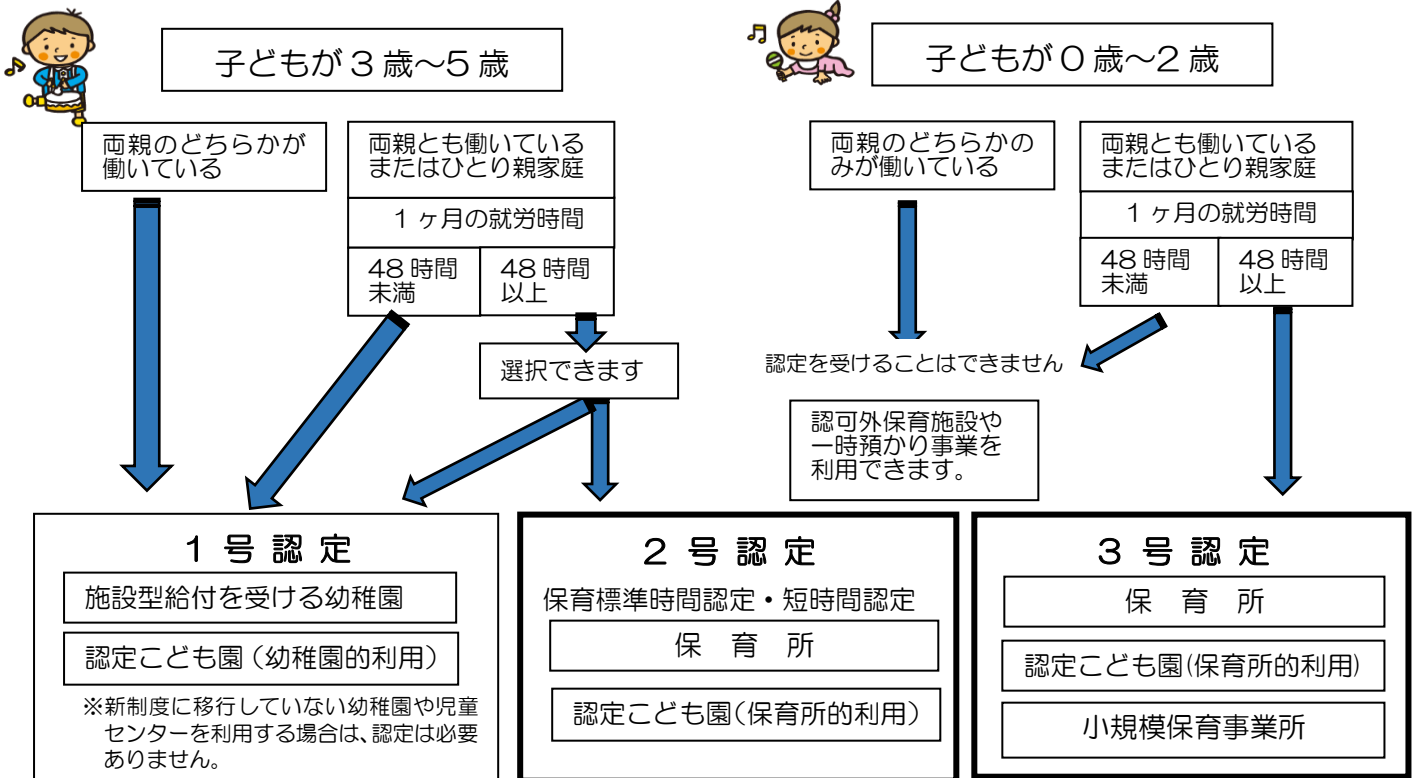 子どもが3歳～5歳
両親のどちらかが
働いている
両親とも働いている
またはひとり親家庭
1ヶ月の就労時間
48時間
未満
48時間
以上
選択できます
子どもが0歳～2歳
両親のどちらかの
みが働いている
両親とも働いている
またはひとり親家庭
1ヶ月の就労時間
48時間
未満
48時間
以上
認定を受けることはできません
認可外保育施設や
一時預かり事業を
利用できます。
1号認定
施設型給付を受ける幼稚園
認定こども園（幼稚園的利用）
※新制度に移行していない幼稚園や児童
センターを利用する場合は、認定は必要
ありません。
2号認定
保育標準時間認定・短時間認定
保育所
認定こども園（保育所的利用）
3号認定
保育所
認定こども園(保育所的利用)
小規模保育事業所